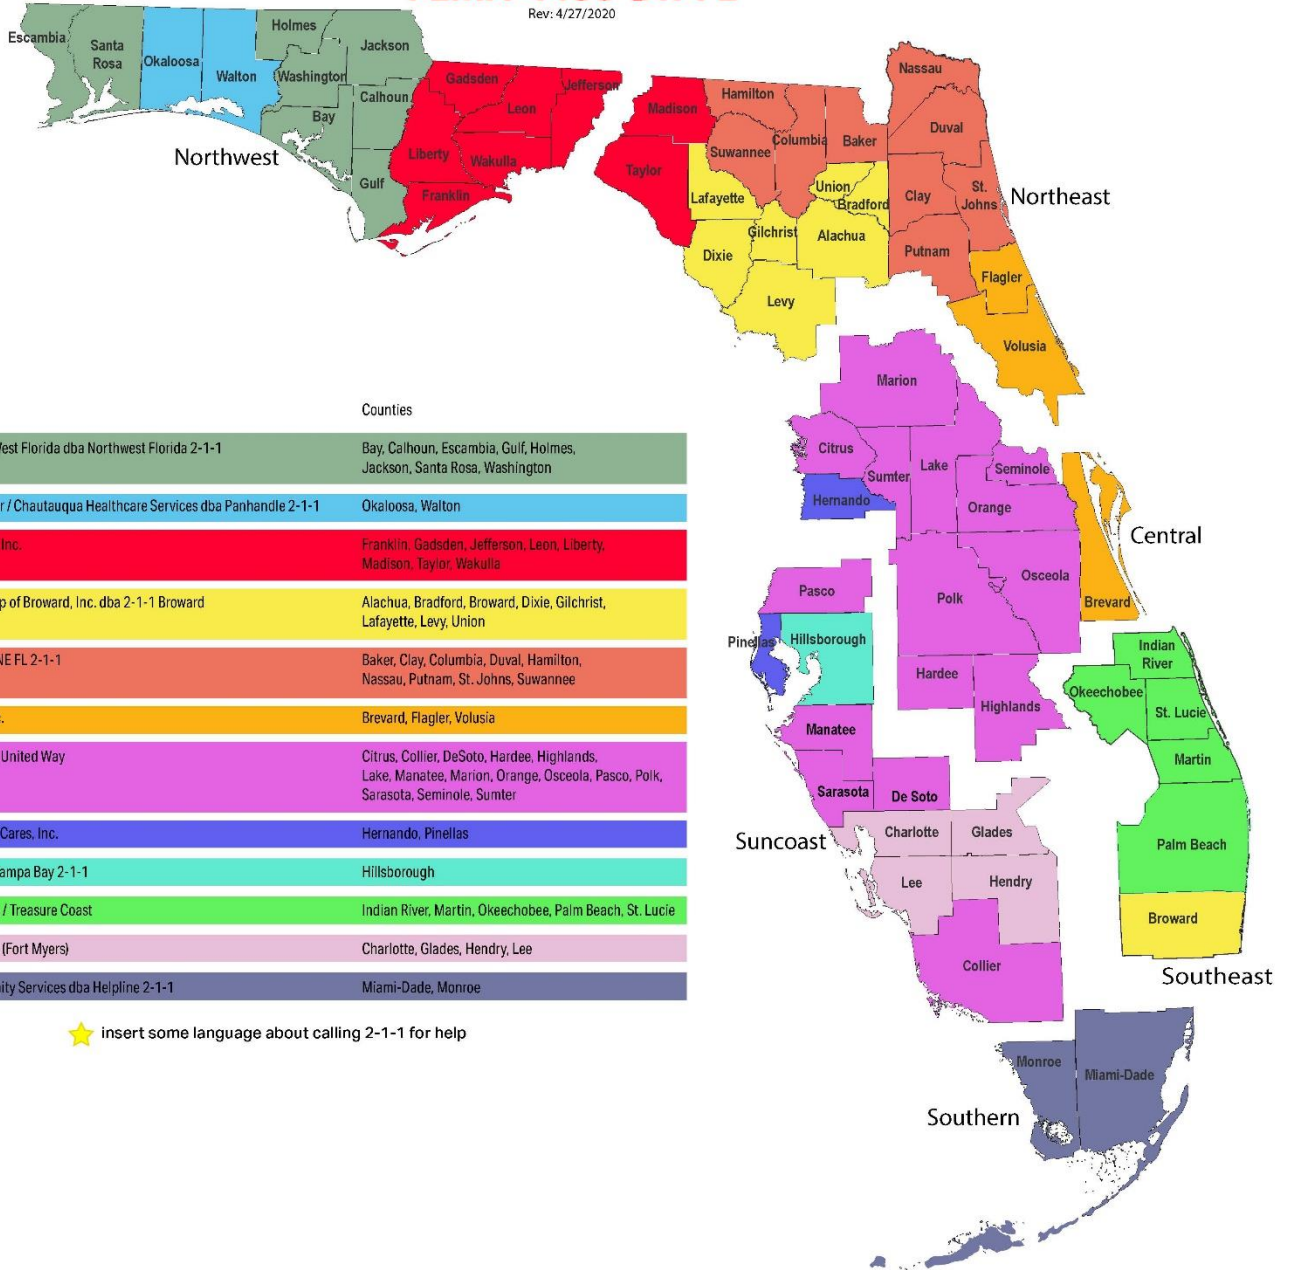 Rev: 4/27/2020
Escambia
Santa
Rosa
Okaloosa
Walton
Holmes
Jackson
Washington
Calhoun
Bay
Gulf
Northwest
Gadsden
Leon
Jefferson
Liberty
Wakulla
Franklin
Madison
Taylor
Hamilton
Suwannee
Columbia
Baker
Nassau
Duval
Clay
St.
Johns
Putnam
Northeast
Lafayette
Union
Bradford
Gilchrist
Alachua
Dixie
Levy
Flagler
Volusia
Marion
Citrus
Sumter
Lake
Seminole
Hernando
Orange
Central
Pasco
Polk
Osceola
Brevard
Pinellas
Hillsborough
Hardee
Highlands
Indian
River
Okeechobee
St. Lucie
Martin
Manatee
Sarasota
De Soto
Suncoast
Charlotte
Glades
Lee
Hendry
Palm Beach
Broward
Southeast
Collier
Monroe
Miami-Dade
Southern
Counties
Florida dba Northwest Florida 2-1-1
Bay, Calhoun, Escambia, Gulf, Holmes,
Jackson, Santa Rosa, Washington
/ Chautauqua Healthcare Services dba Panhandle 2-1-1
Okaloosa, Walton
Inc.
Franklin, Gadsden, Jefferson, Leon, Liberty,
Madison, Taylor, Wakulla
of Broward, Inc. dba 2-1-1 Broward
Alachua, Bradford, Broward, Dixie, Gilchrist,
Lafayette, Levy, Union
NE FL 2-1-1
Baker, Clay, Columbia, Duval, Hamilton,
Nassau, Putnam, St. Johns, Suwannee
Brevard, Flagler, Volusia
United Way
Citrus, Collier, DeSoto, Hardee, Highlands,
Lake, Manatee, Marion, Orange, Osceola, Pasco, Polk,
Sarasota, Seminole, Sumter
Cares, Inc.
Hernando, Pinellas
ampa Bay 2-1-1
Hillsborough
/ Treasure Coast
Indian River, Martin, Okeechobee, Palm Beach, St. Lucie
(Fort Myers)
Charlotte, Glades, Hendry, Lee
ity Services dba Helpline 2-1-1
Miami-Dade, Monroe
insert some language about calling 2-1-1 for help